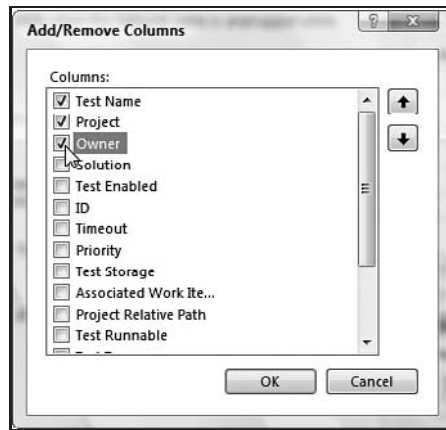 Add/Remove Columns
Columns:
Test Name
Project
Owner
Solution
Test Enabled
ID
Timeout
Priority
Test Storage
Associated Work Ite...
Project Relative Path
Test Runnable
OK
Cancel